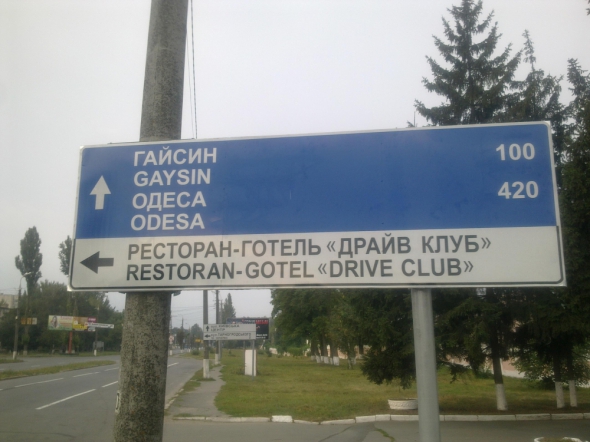 ГАЙСИН 100
GAYSIN
ОДЕСА 420
ODESA
РЕСТОРАН-ГОТЕЛЬ «ДРАЙВ КЛУБ»
RESTORAN-GOTEL «DRIVE CLUB»